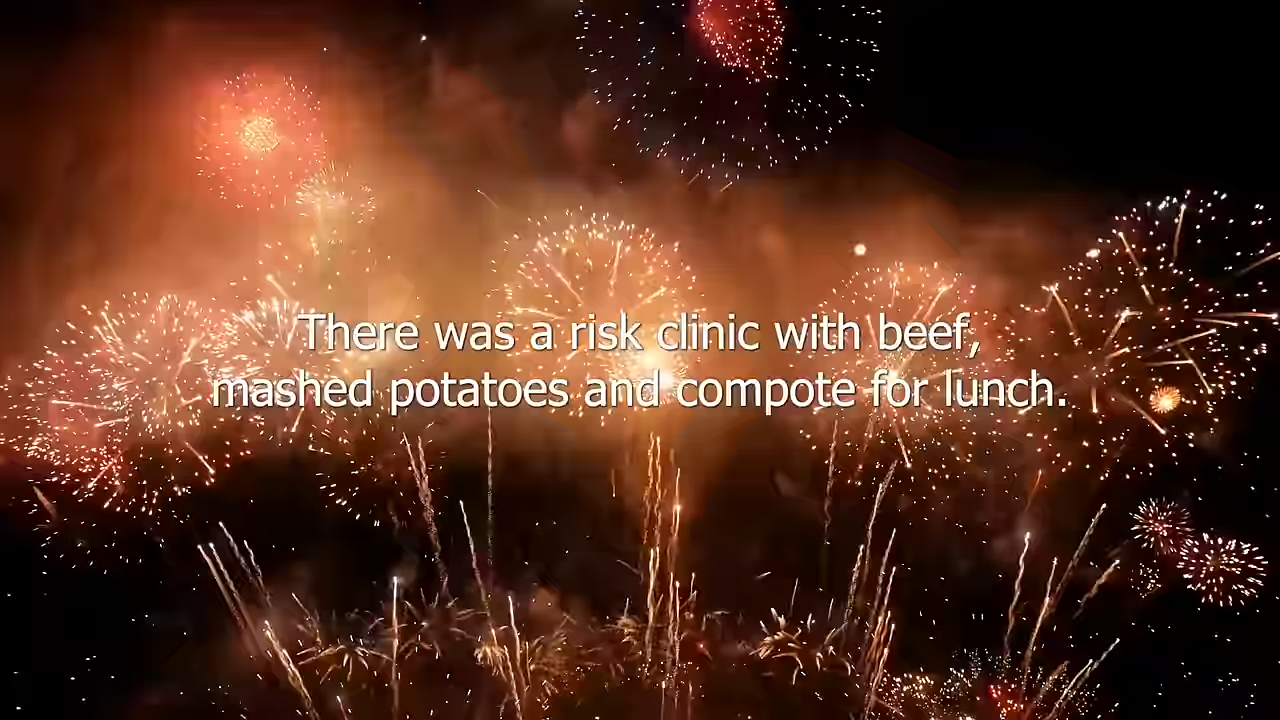 There was a risk clinic with beef,
mashed potatoes and compote for lunch.